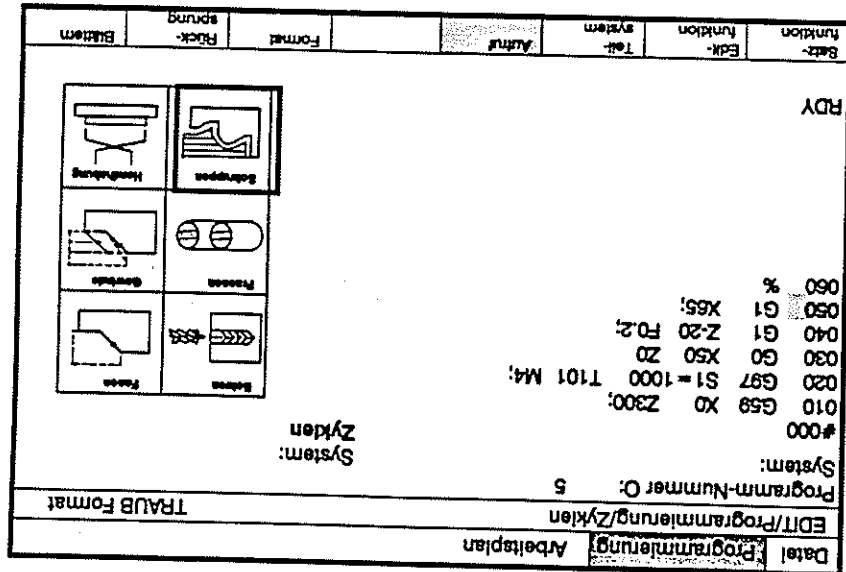 Datei Programmierung Arbeitsplan
EDIT/Programmierung/Zyklen TRAUB Format
Programm-Nummer O: 5
System:
System:
Zyklen
#000
010 G59 X0 Z300;
020 G97 S1=1000 T101 M4;
030 G0 X50 Z0
040 G1 Z-20 F0.2;
050 G1 X65;
060 %
Bohren Fasen
Fraesen Gewinde
Schruppen Handhabung
RDY
Satz-funktion Edit-funktion Teil-system Aufruf Format Rück-sprung Blättern